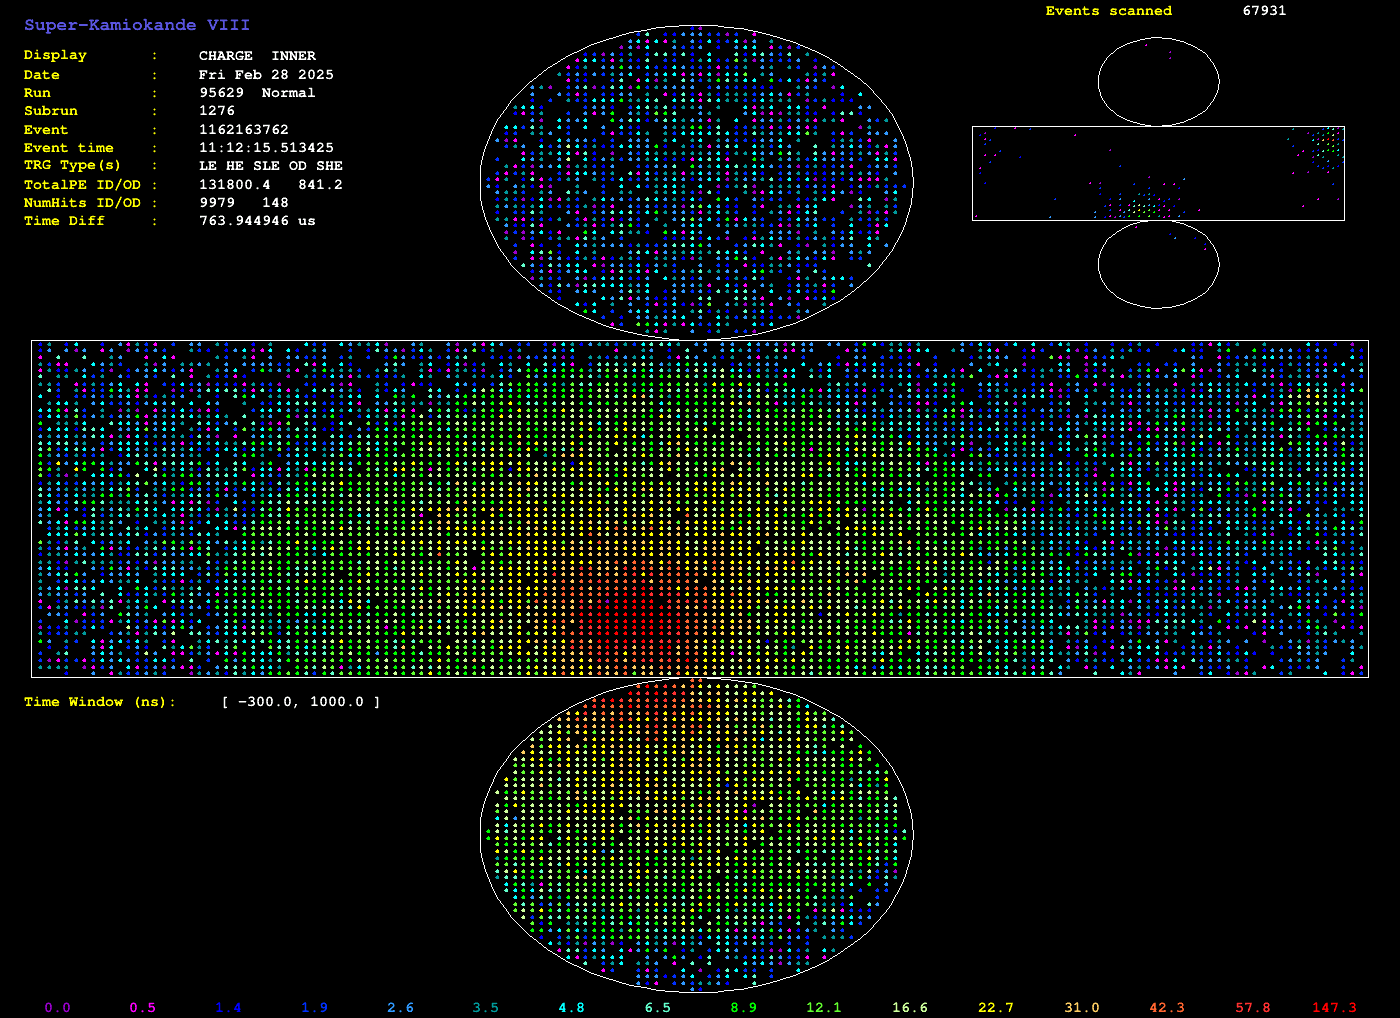 Super-Kamiokande VIII
Display : CHARGE INNER
Date : Fri Feb 28 2025
Run : 95629 Normal
Subrun : 1276
Event : 1162163762
Event time : 11:12:15.513425
TRG Type(s) : LE HE SLE OD SHE
TotalPE ID/OD : 131800.4 841.2
NumHits ID/OD : 9979 148
Time Diff : 763.944946 us
Events scanned 67931
Time Window (ns): [ -300.0, 1000.0 ]
0.0 0.5 1.4 1.9 2.6 3.5 4.8 6.5 8.9 12.1 16.6 22.7 31.0 42.3 57.8 147.3